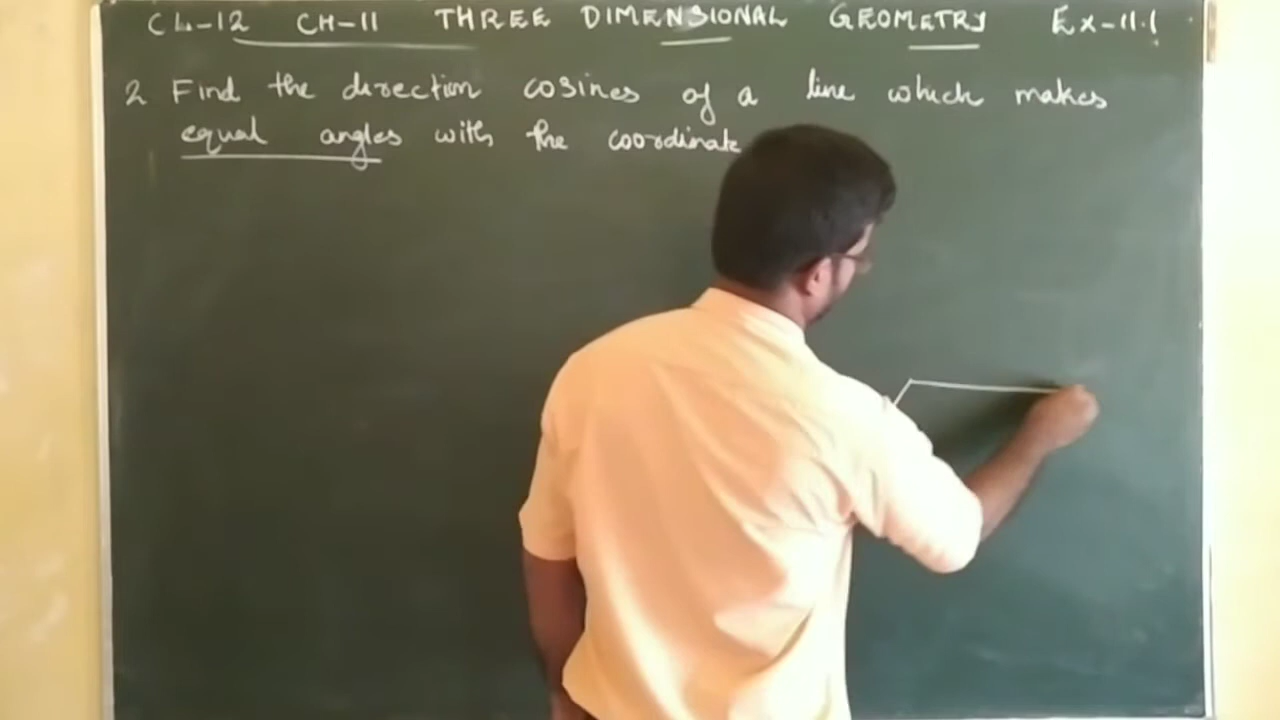 CL-12 CH-11 THREE DIMENSIONAL GEOMETRY Ex-11.1
2 Find the direction cosines of a line which makes
equal angles with the coordinate